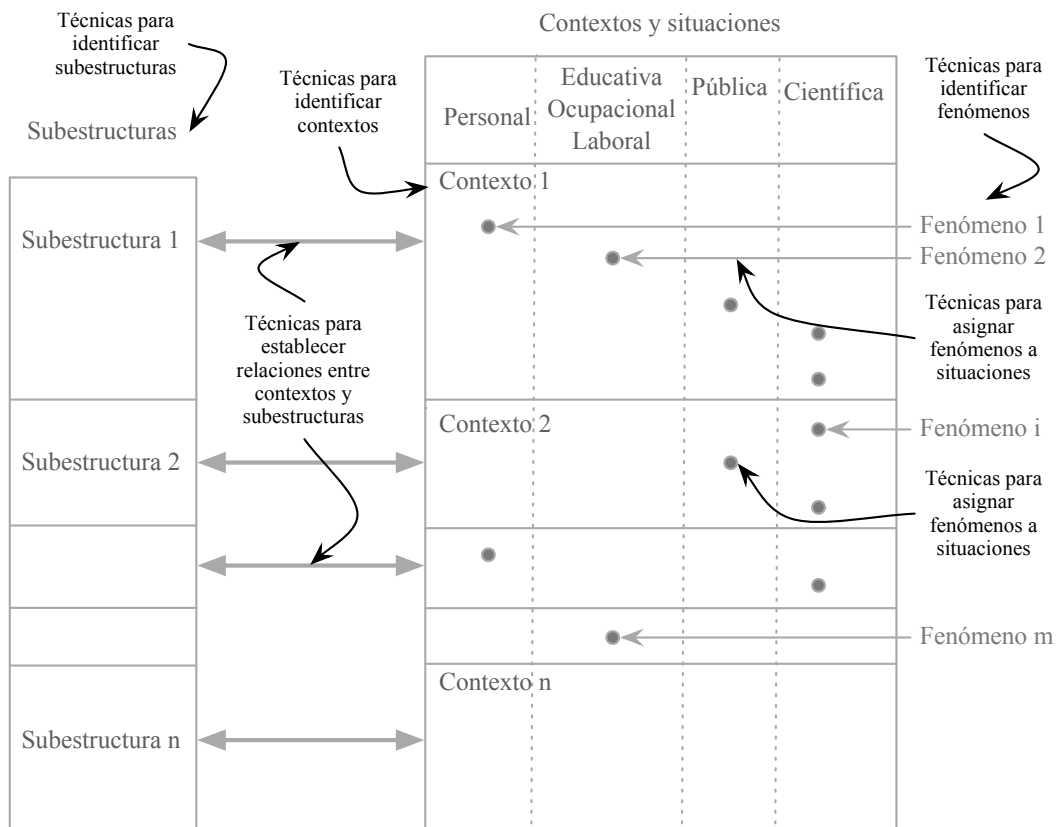 Técnicas para
identificar
subestructuras
Subestructuras
Técnicas para
identificar
contextos
Contextos y situaciones
Personal
Educativa
Ocupacional
Laboral
Pública
Científica
Técnicas para
identificar
fenómenos
Contexto 1
Subestructura 1
Fenómeno 1
Fenómeno 2
Técnicas para
establecer
relaciones entre
contextos y
subestructuras
Técnicas para
asignar
fenómenos a
situaciones
Contexto 2
Subestructura 2
Fenómeno i
Técnicas para
asignar
fenómenos a
situaciones
Fenómeno m
Contexto n
Subestructura n